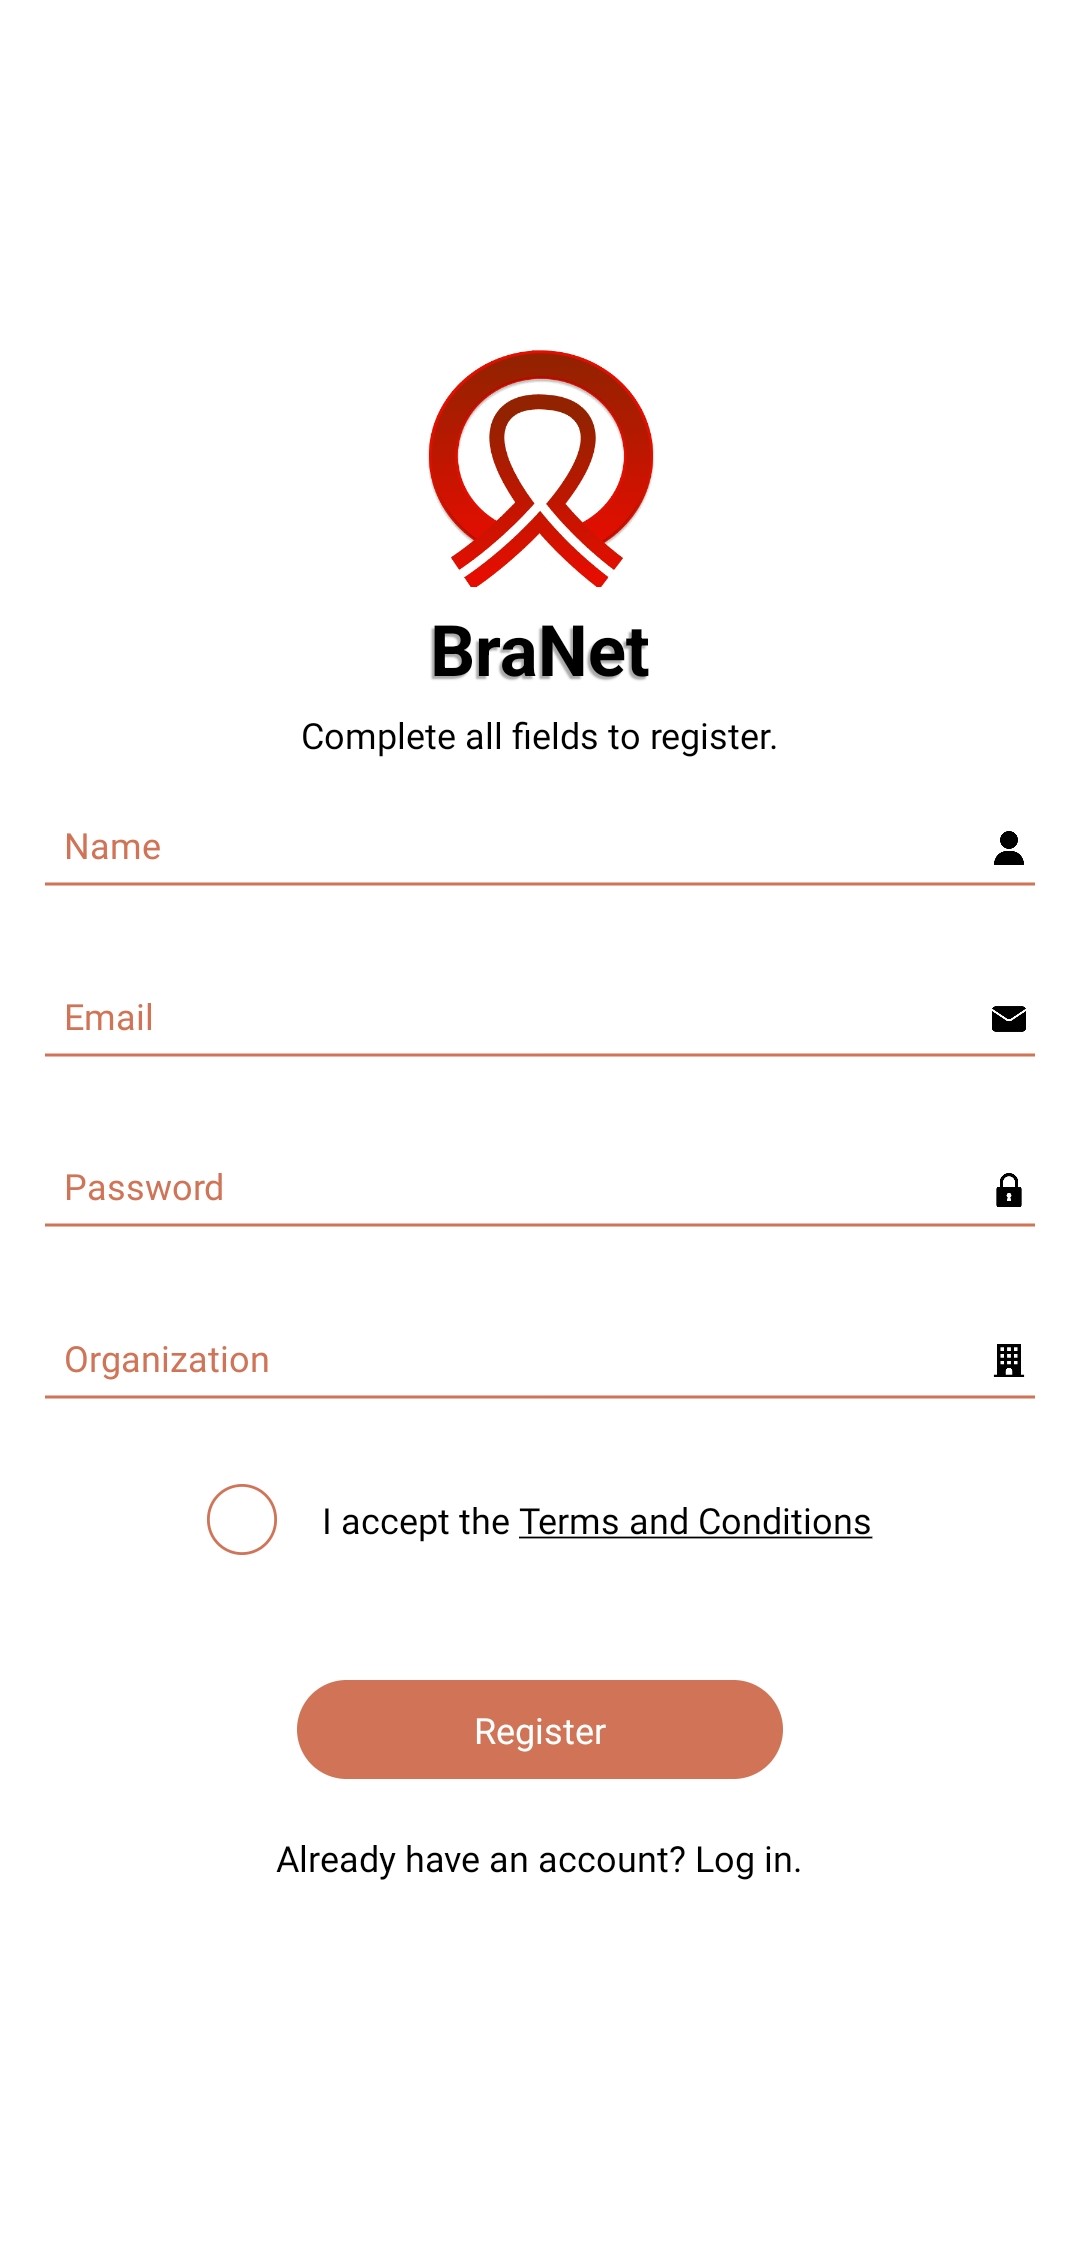 BraNet
Complete all fields to register.
Name
Email
Password
Organization
I accept the Terms and Conditions
Register
Already have an account? Log in.